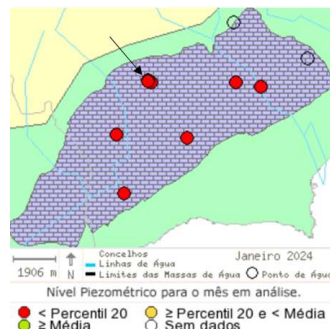 Concelhos
Linhas de Água
Limites das Massas de Água
Janeiro 2024
Ponto de Água
1906 m
N
Nível Piezométrico para o mês em análise.
< Percentil 20
≥ Percentil 20 e < Média
≥ Média
Sem dados